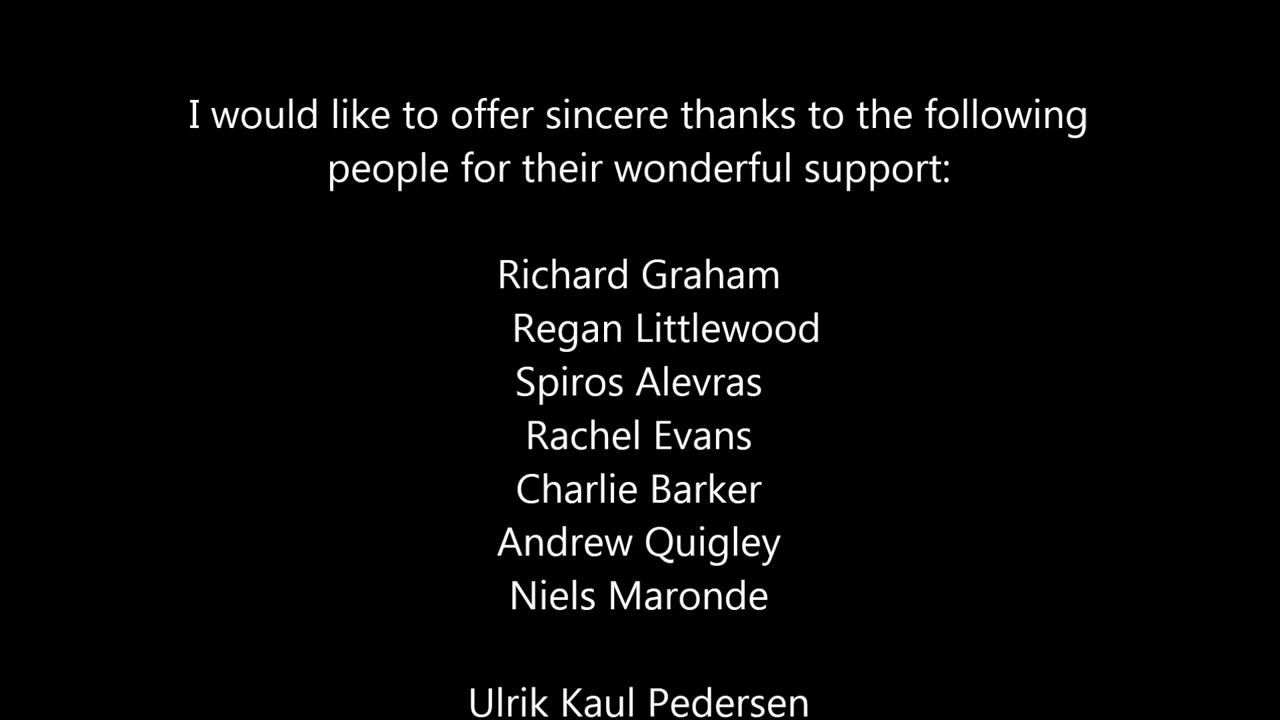 I would like to offer sincere thanks to the following
people for their wonderful support:
Richard Graham
Regan Littlewood
Spiros Alevras
Rachel Evans
Charlie Barker
Andrew Quigley
Niels Maronde
Ulrik Kaul Pedersen